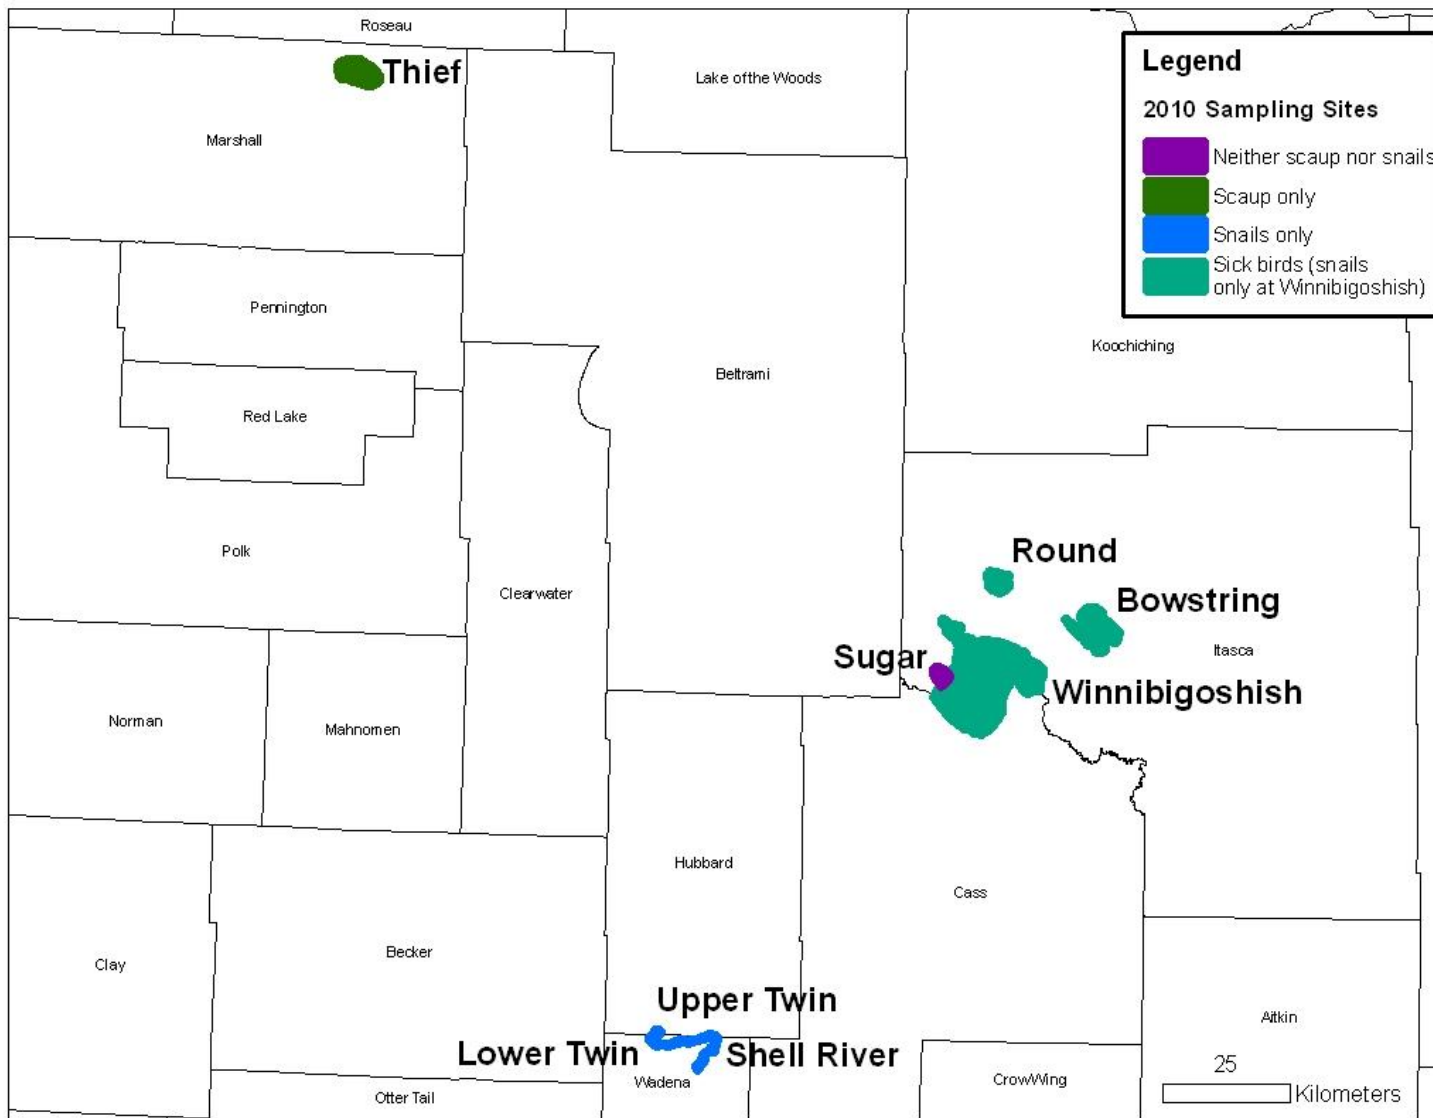 Roseau
Thief
Lake of the Woods
Marshall
Legend
2010 Sampling Sites
Neither scaup nor snails
Scaup only
Snails only
Sick birds (snails
only at Winnibigoshish)
Pennington
Koochiching
Beltrami
Red Lake
Polk
Round
Clearwater
Bowstring
Itasca
Sugar
Winnibigoshish
Norman
Mahnomen
Hubbard
Cass
Becker
Clay
Upper Twin
Aitkin
Lower Twin
Shell River
25
Wadena
CrowWing
Kilometers
Otter Tail